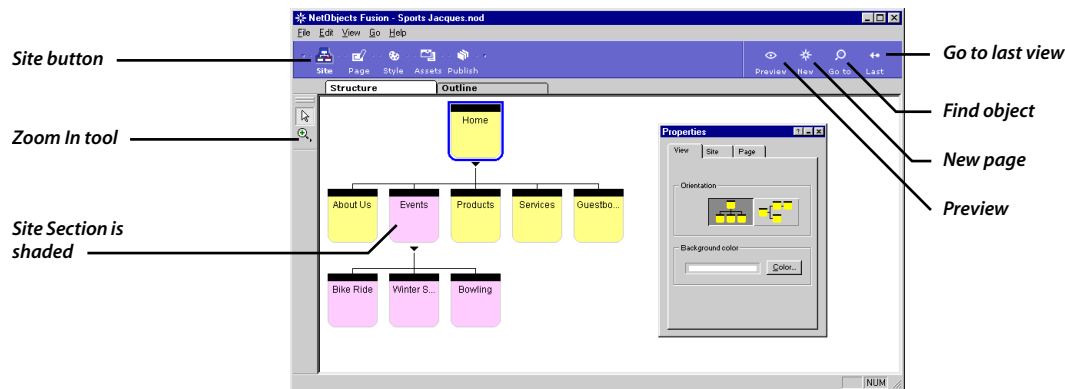 NetObjects Fusion - Sports Jacques.nod
File Edit View Go Help
Site Page Style Assets Publish
Preview New Go to Last
Structure Outline
Site button
Zoom In tool
Site Section is
shaded
Go to last view
Find object
New page
Preview
Home
About Us Events Products Services Guestbo...
Bike Ride Winter S... Bowling
Properties
View Site Page
Orientation
Background color
Color...
NUM